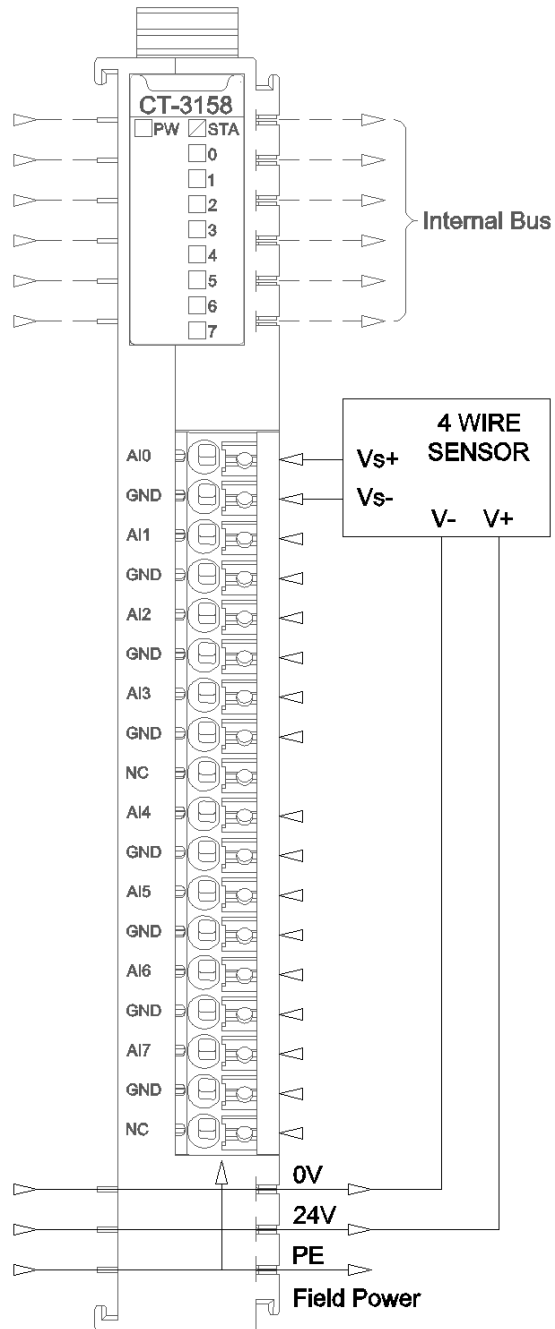 CT-3158
PW STA
0
1
2
3
4
5
6
7
Internal Bus
4 WIRE
SENSOR
Vs+
Vs-
V- V+
AI0
GND
AI1
GND
AI2
GND
AI3
GND
NC
AI4
GND
AI5
GND
AI6
GND
AI7
GND
NC
0V
24V
PE
Field Power